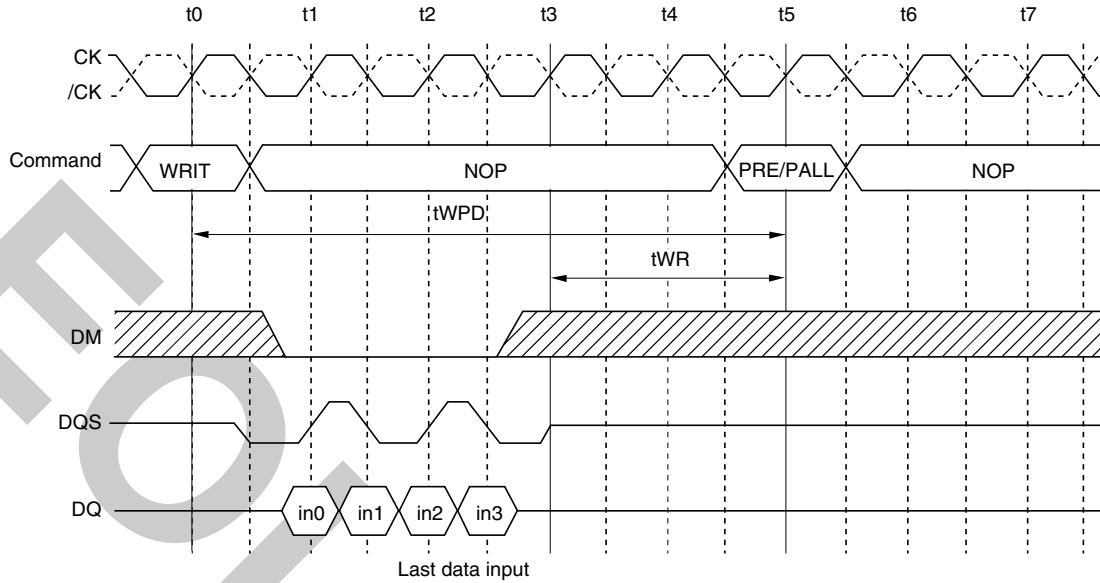 t0 t1 t2 t3 t4 t5 t6 t7
CK
/CK
Command WRIT NOP PRE/PALL NOP
tWPD
tWR
DM
DQS
DQ in0 in1 in2 in3
Last data input